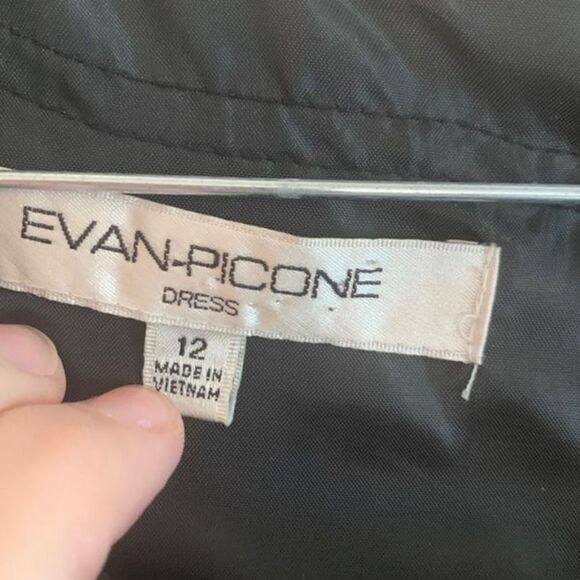 EVAN-PICONE
DRESS
12
MADE IN
VIETNAM